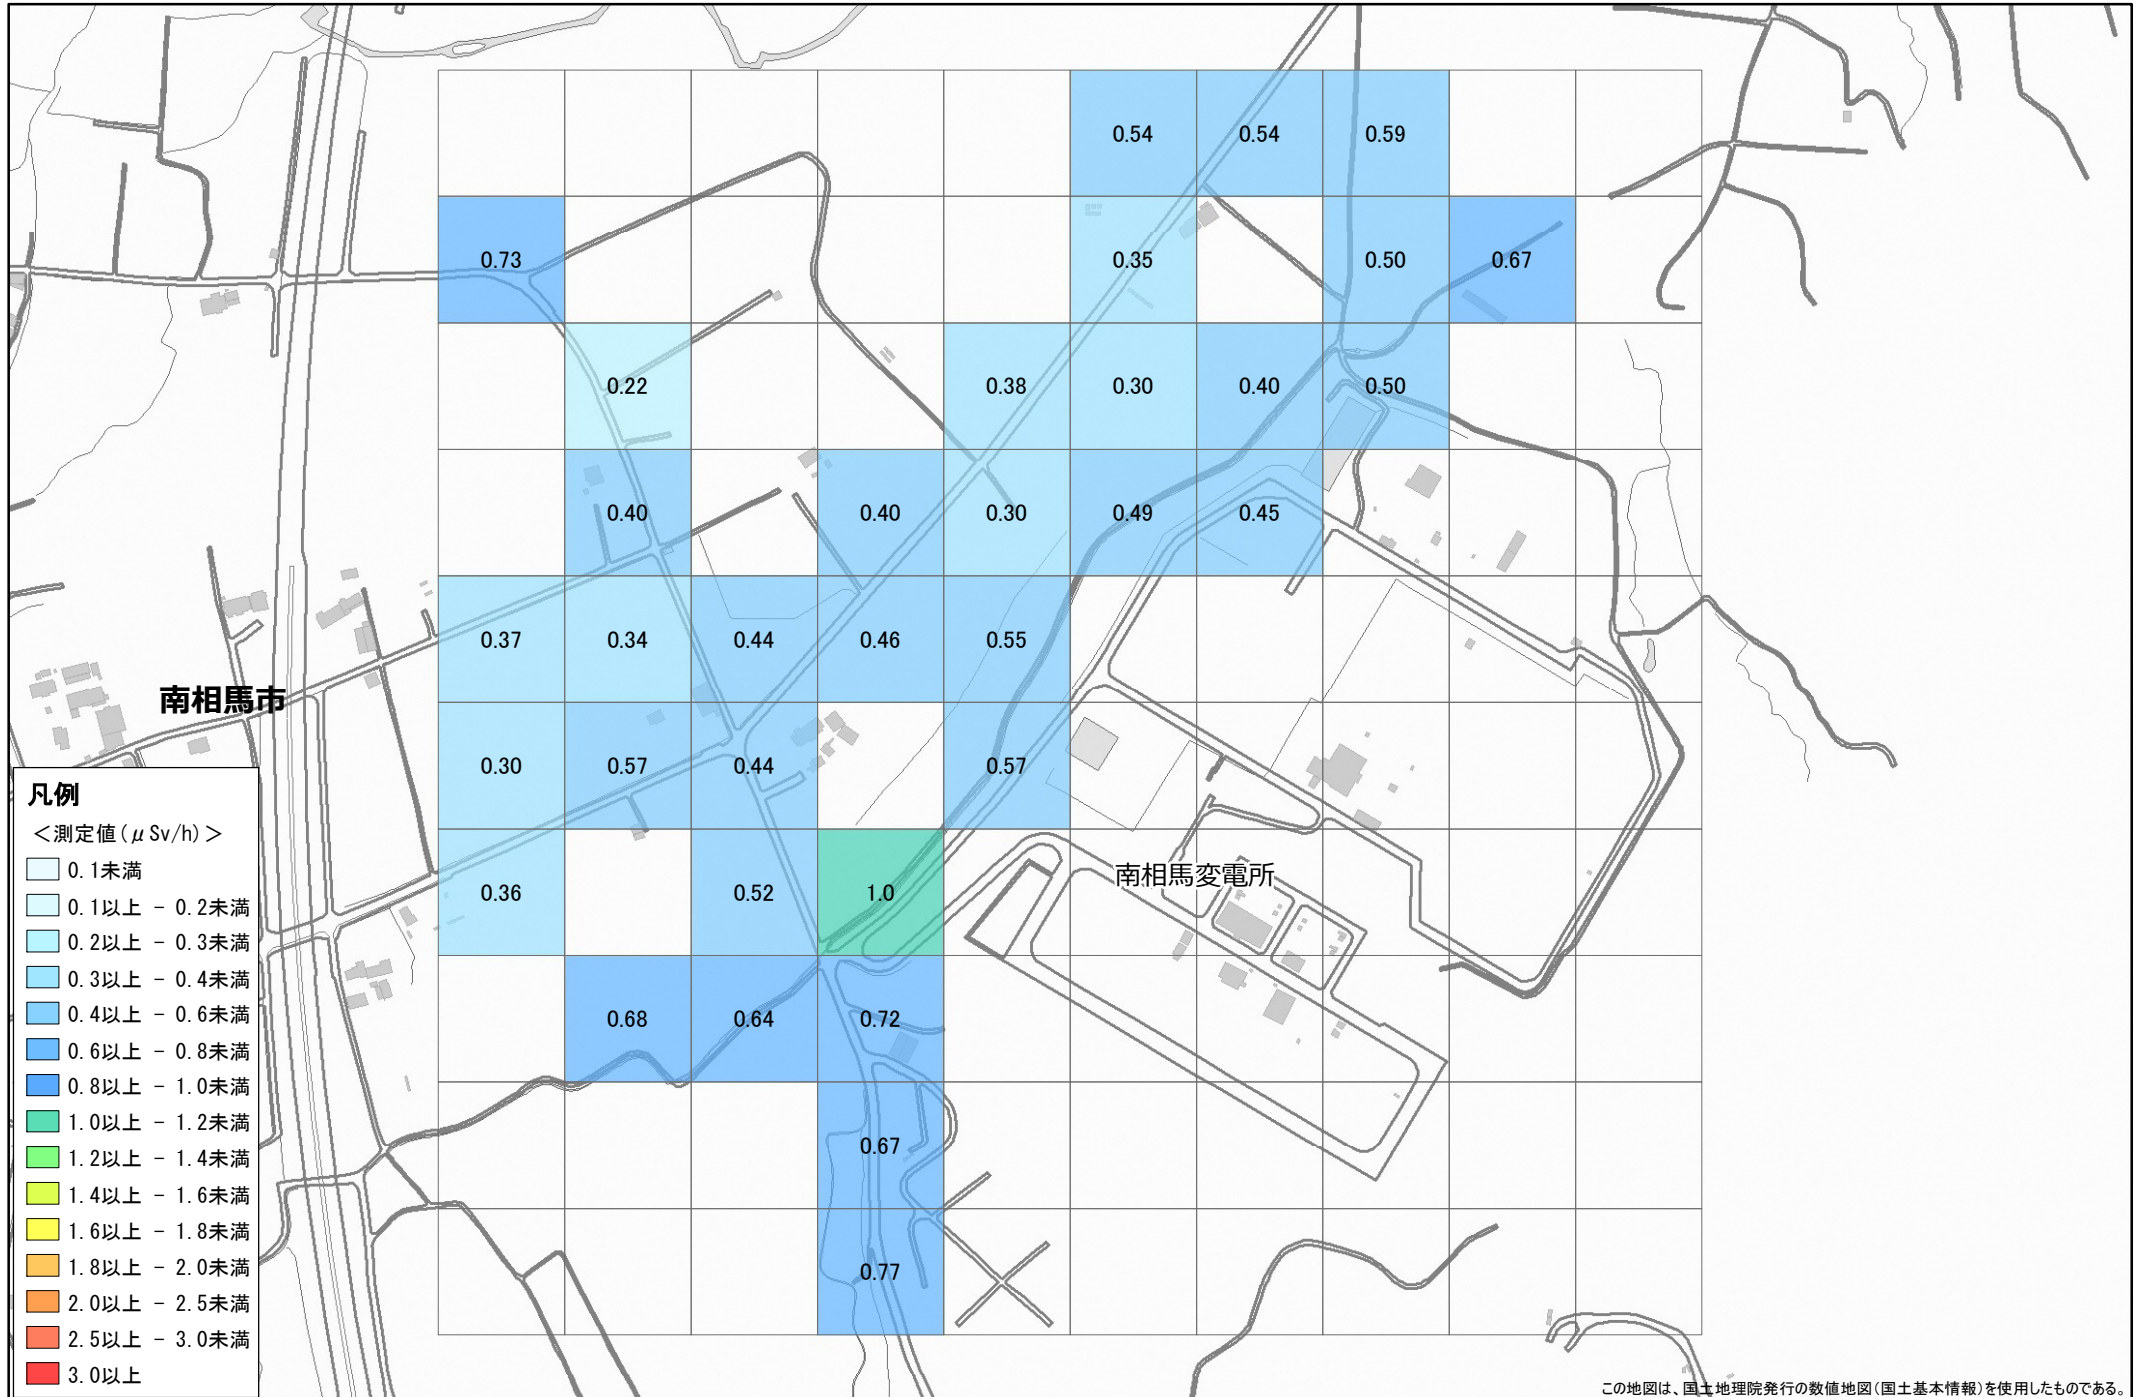 0.54 0.54 0.59
0.73 0.35 0.50 0.67
0.22 0.38 0.30 0.40 0.50
0.40 0.40 0.30 0.49 0.45
0.37 0.34 0.44 0.46 0.55
南相馬市
0.30 0.57 0.44 0.57
0.36 0.52 1.0
南相馬変電所
0.68 0.64 0.72
0.67
0.77
凡例
＜測定値(μSv/h)＞
0.1未満
0.1以上 - 0.2未満
0.2以上 - 0.3未満
0.3以上 - 0.4未満
0.4以上 - 0.6未満
0.6以上 - 0.8未満
0.8以上 - 1.0未満
1.0以上 - 1.2未満
1.2以上 - 1.4未満
1.4以上 - 1.6未満
1.6以上 - 1.8未満
1.8以上 - 2.0未満
2.0以上 - 2.5未満
2.5以上 - 3.0未満
3.0以上
この地図は、国土地理院発行の数値地図(国土基本情報)を使用したものである。